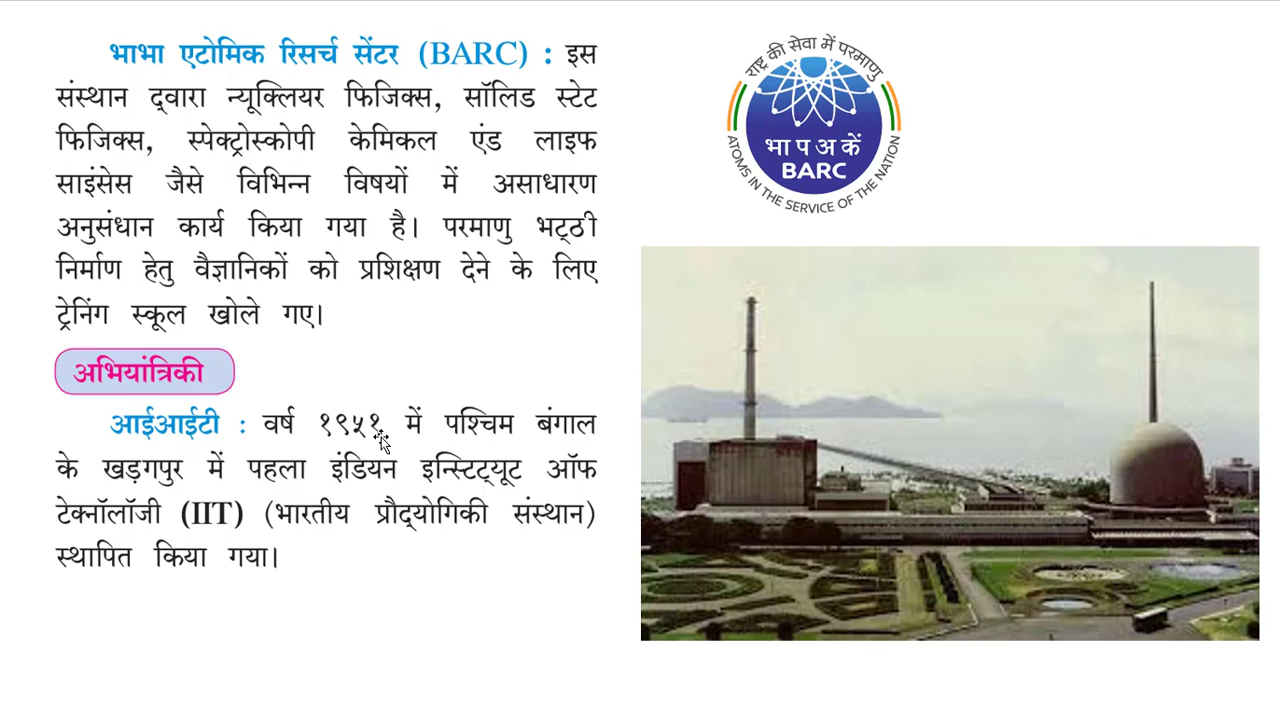 भाभा एटोमिक रिसर्च सेंटर (BARC) : इस
संस्थान द्‌वारा न्यूक्लियर फिजिक्स, सॉलिड स्टेट
फिजिक्स, स्पेक्ट्रोस्कोपी केमिकल एंड लाइफ
साइंसेस जैसे विभिन्न विषयों में असाधारण
अनुसंधान कार्य किया गया है। परमाणु भट्‌ठी
निर्माण हेतु वैज्ञानिकों को प्रशिक्षण देने के लिए
ट्रेनिंग स्कूल खोले गए।
अभियांत्रिकी
आईआईटी : वर्ष १९५१ में पश्चिम बंगाल
के खड़गपुर में पहला इंडियन इन्स्टिट्‌यूट ऑफ
टेक्नॉलॉजी (IIT) (भारतीय प्रौद्‌योगिकी संस्थान)
स्थापित किया गया।
राष्ट्र की सेवा में परमाणु
भा प अ कें
BARC
ATOMS IN THE SERVICE OF THE NATION